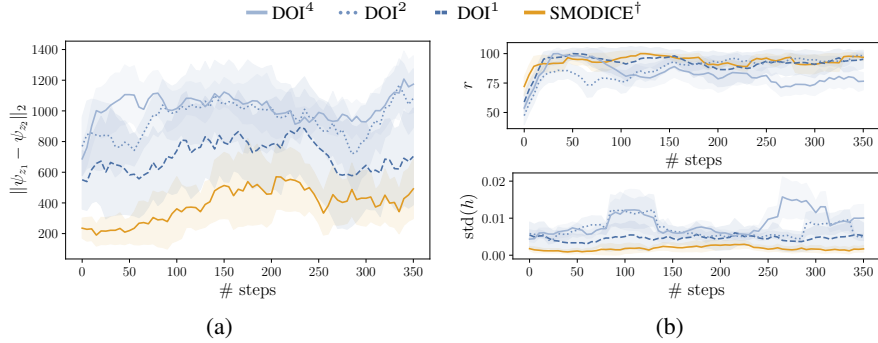 DOI⁴ DOI² DOI¹ SMODICE†
1400
1200
1000
800
600
400
200
||ψ_{z₁} − ψ_{z₂}||₂
0 50 100 150 200 250 300 350
# steps
(a)
100
75
50
r
0 50 100 150 200 250 300 350
# steps
0.02
0.01
0.00
std(h)
0 50 100 150 200 250 300 350
# steps
(b)